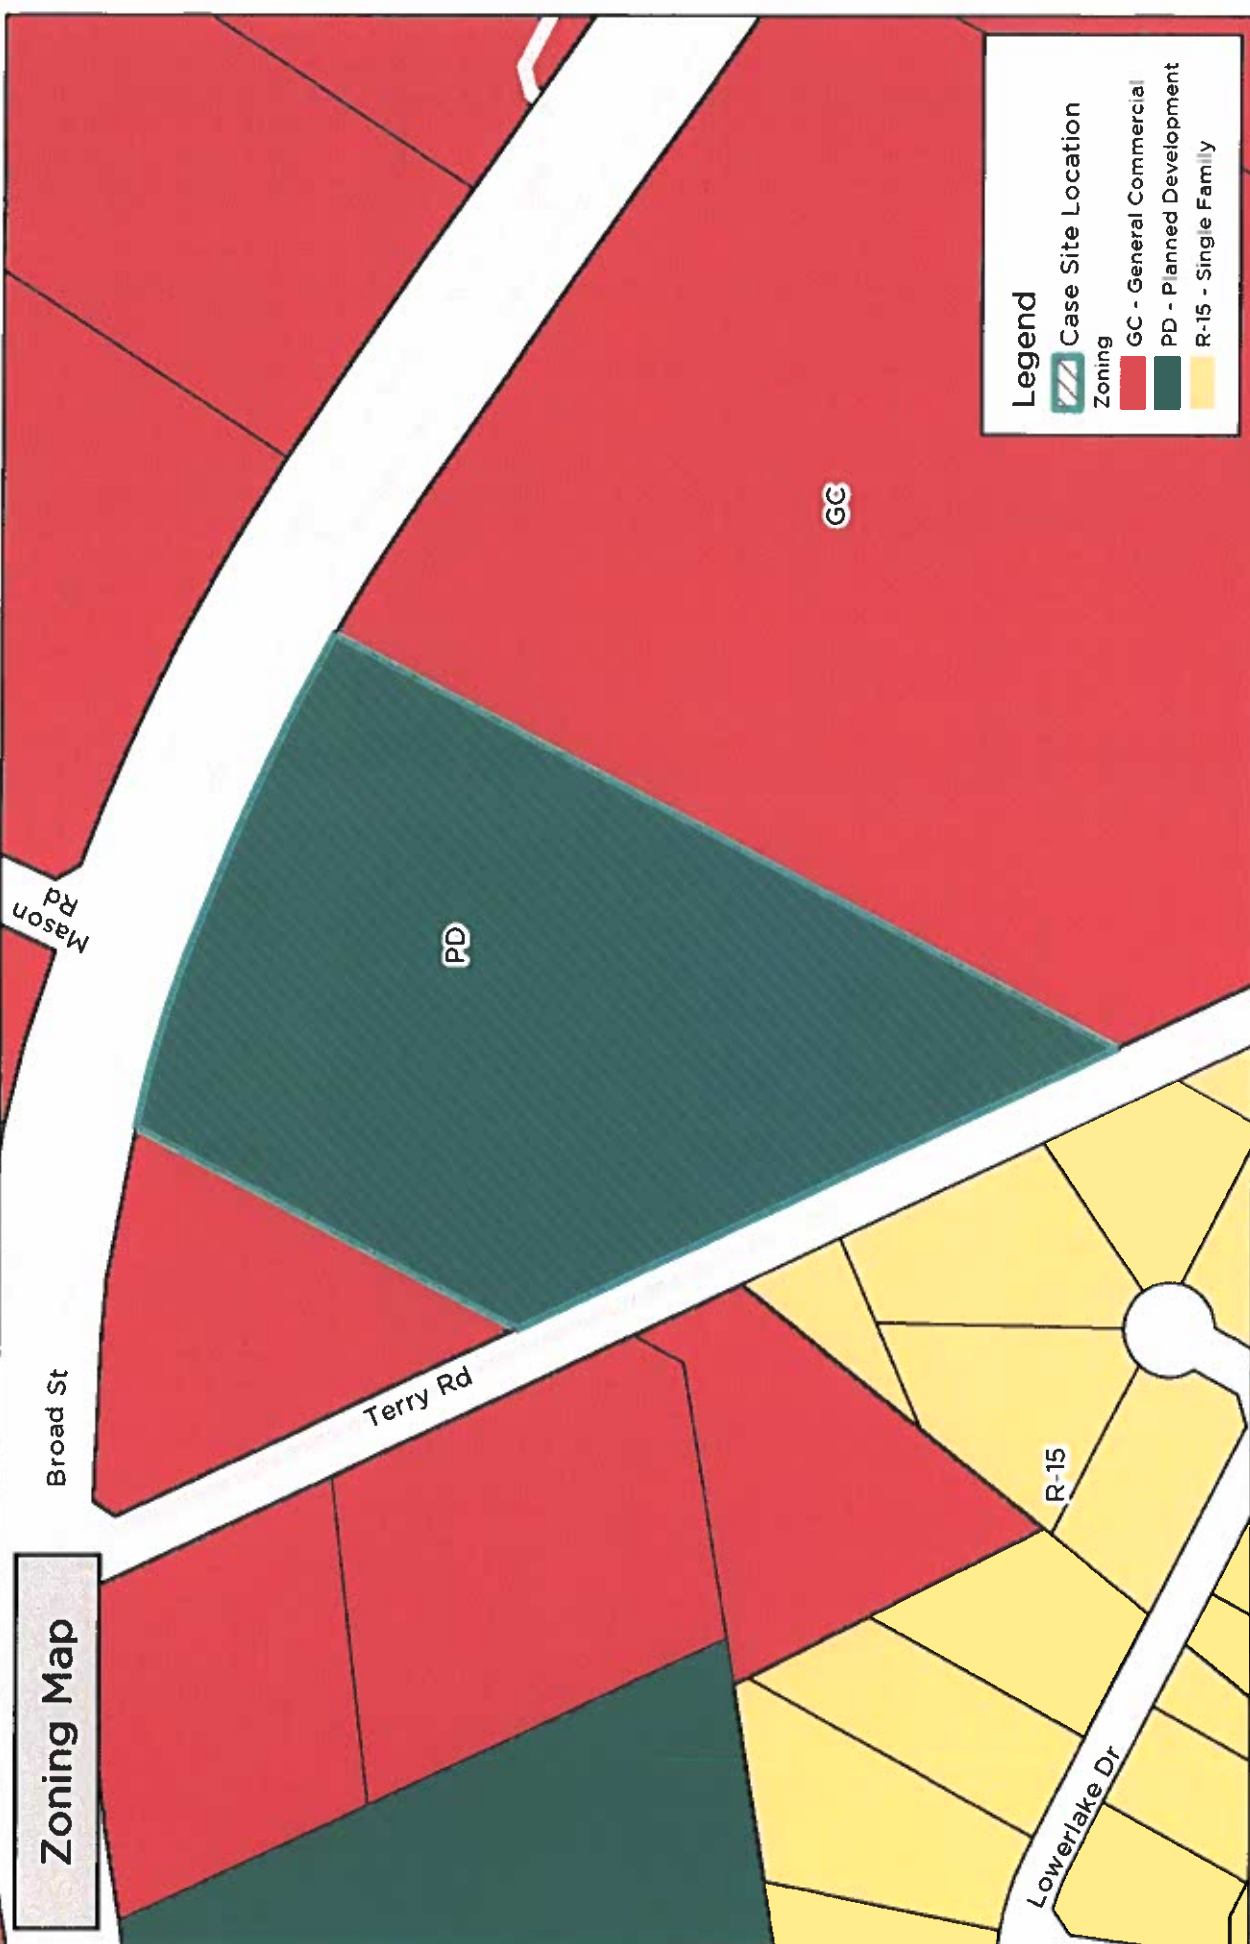 Zoning Map
Broad St
Mason
Rd
Terry Rd
PD
GC
R-15
Lowerlake Dr
Legend
Case Site Location
Zoning
GC - General Commercial
PD - Planned Development
R-15 - Single Family